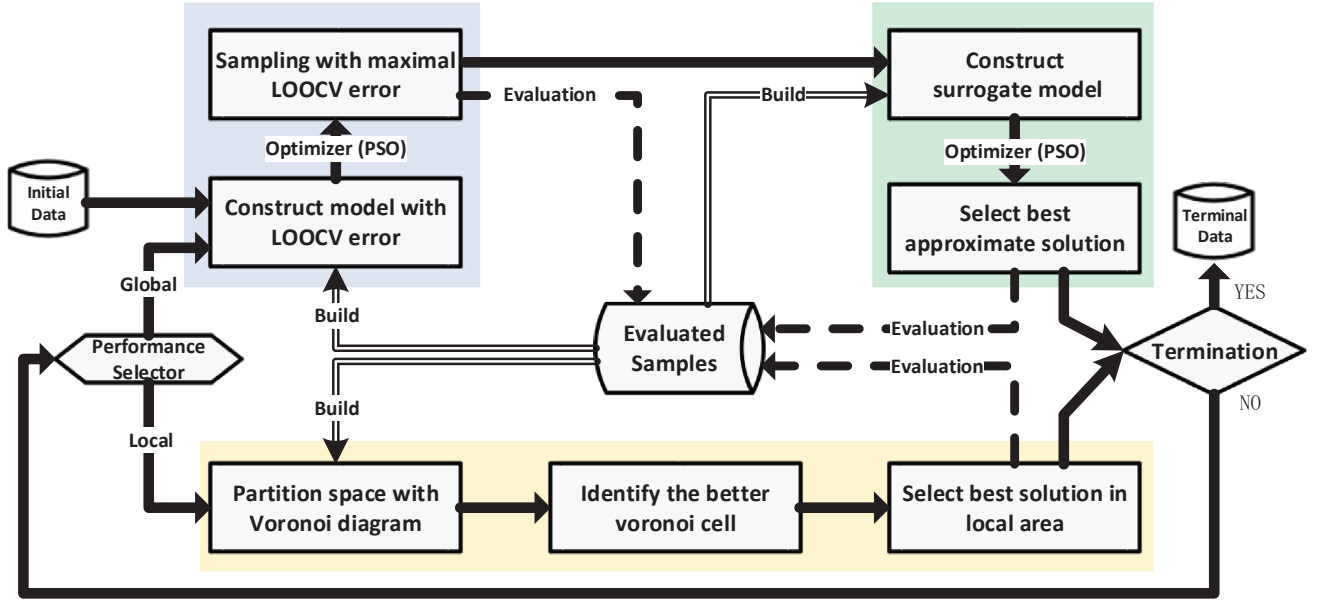 Sampling with maximal
LOOCV error
Evaluation
Build
Construct
surrogate model
Optimizer (PSO)
Optimizer (PSO)
Initial
Data
Construct model with
LOOCV error
Select best
approximate solution
Terminal
Data
Global
Build
YES
Evaluated
Samples
Evaluation
Performance
Selector
Termination
Evaluation
NO
Build
Local
Partition space with
Voronoi diagram
Identify the better
voronoi cell
Select best solution in
local area